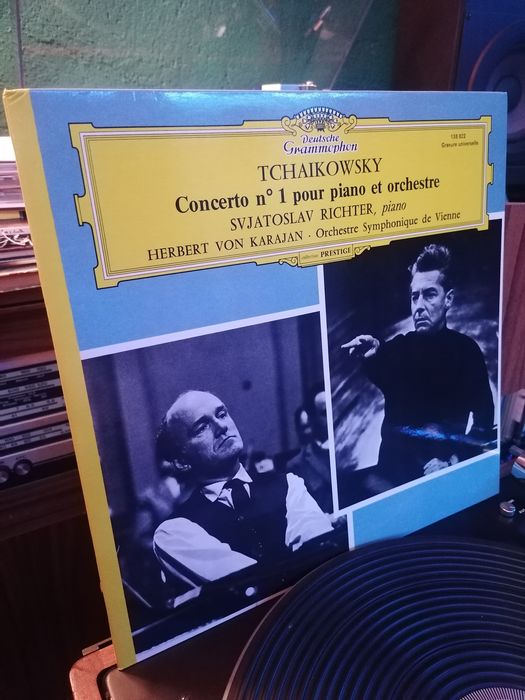 Deutsche
Grammophon
138 822
Gravure universelle
TCHAIKOWSKY
Concerto n° 1 pour piano et orchestre
SVJATOSLAV RICHTER, piano
HERBERT VON KARAJAN - Orchestre Symphonique de Vienne
collection PRESTIGE